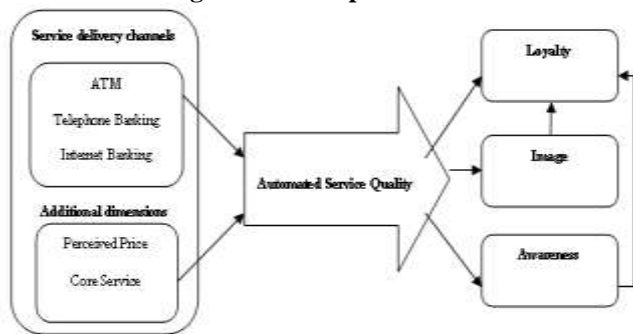 Service delivery channels
ATM
Telephone Banking
Internet Banking
Additional dimensions
Perceived Price
Core Service
Automated Service Quality
Loyality
Image
Awareness